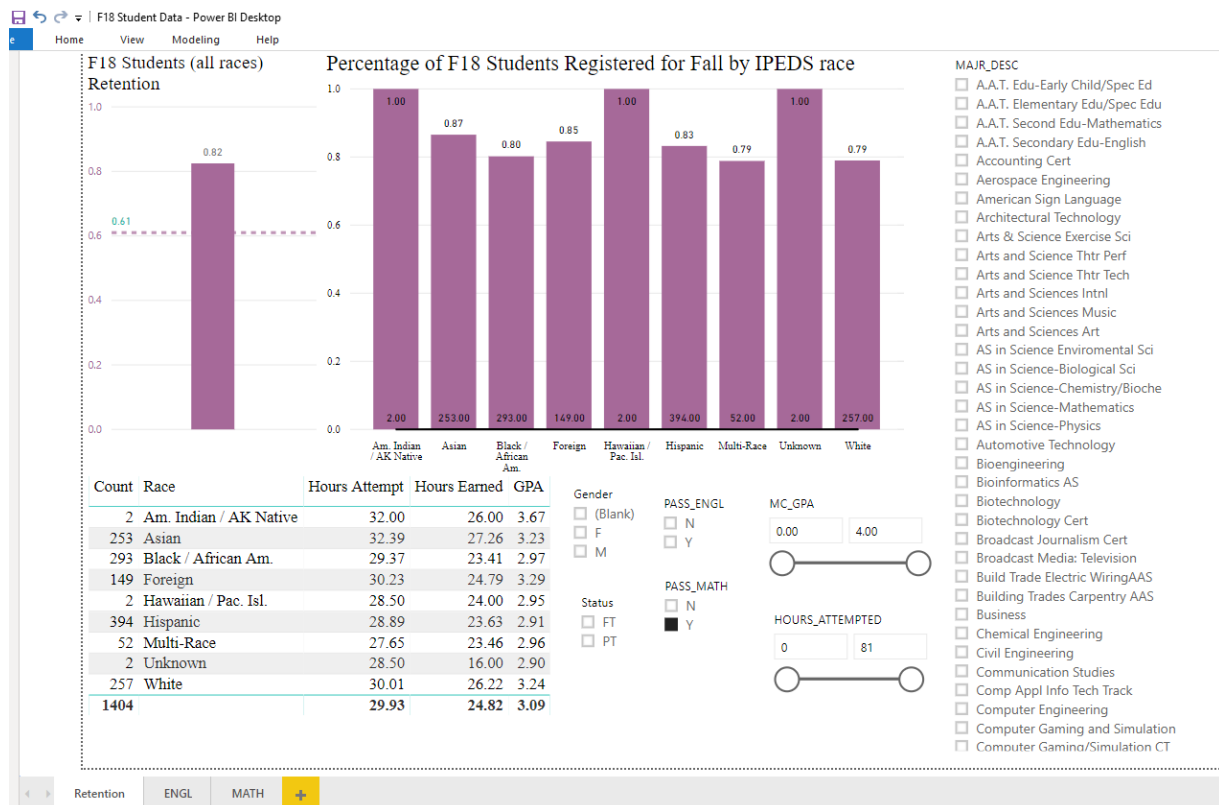 F18 Student Data - Power BI Desktop
e Home View Modeling Help
F18 Students (all races)
Retention
1.0
0.8
0.6
0.4
0.2
0.0
0.82
0.61
Percentage of F18 Students Registered for Fall by IPEDS race
1.0
0.8
0.6
0.4
0.2
0.0
1.00 0.87 0.80 0.85 1.00 0.83 0.79 1.00 0.79
2.00 253.00 293.00 149.00 2.00 394.00 52.00 2.00 257.00
Am. Indian / AK Native
Asian
Black / African Am.
Foreign
Hawaiian / Pac. Isl.
Hispanic
Multi-Race
Unknown
White
Count Race Hours Attempt Hours Earned GPA
2 Am. Indian / AK Native 32.00 26.00 3.67
253 Asian 32.39 27.26 3.23
293 Black / African Am. 29.37 23.41 2.97
149 Foreign 30.23 24.79 3.29
2 Hawaiian / Pac. Isl. 28.50 24.00 2.95
394 Hispanic 28.89 23.63 2.91
52 Multi-Race 27.65 23.46 2.96
2 Unknown 28.50 16.00 2.90
257 White 30.01 26.22 3.24
1404 29.93 24.82 3.09
Gender
(Blank)
F
M
Status
FT
PT
PASS_ENGL
N
Y
PASS_MATH
N
Y
MC_GPA
0.00 4.00
HOURS_ATTEMPTED
0 81
MAJR_DESC
A.A.T. Edu-Early Child/Spec Ed
A.A.T. Elementary Edu/Spec Edu
A.A.T. Second Edu-Mathematics
A.A.T. Secondary Edu-English
Accounting Cert
Aerospace Engineering
American Sign Language
Architectural Technology
Arts & Science Exercise Sci
Arts and Science Thtr Perf
Arts and Science Thtr Tech
Arts and Sciences Intnl
Arts and Sciences Music
Arts and Sciences Art
AS in Science Enviromental Sci
AS in Science-Biological Sci
AS in Science-Chemistry/Bioche
AS in Science-Mathematics
AS in Science-Physics
Automotive Technology
Bioengineering
Bioinformatics AS
Biotechnology
Biotechnology Cert
Broadcast Journalism Cert
Broadcast Media: Television
Build Trade Electric WiringAAS
Building Trades Carpentry AAS
Business
Chemical Engineering
Civil Engineering
Communication Studies
Comp Appl Info Tech Track
Computer Engineering
Computer Gaming and Simulation
Computer Gaming/Simulation CT
Retention ENGL MATH +